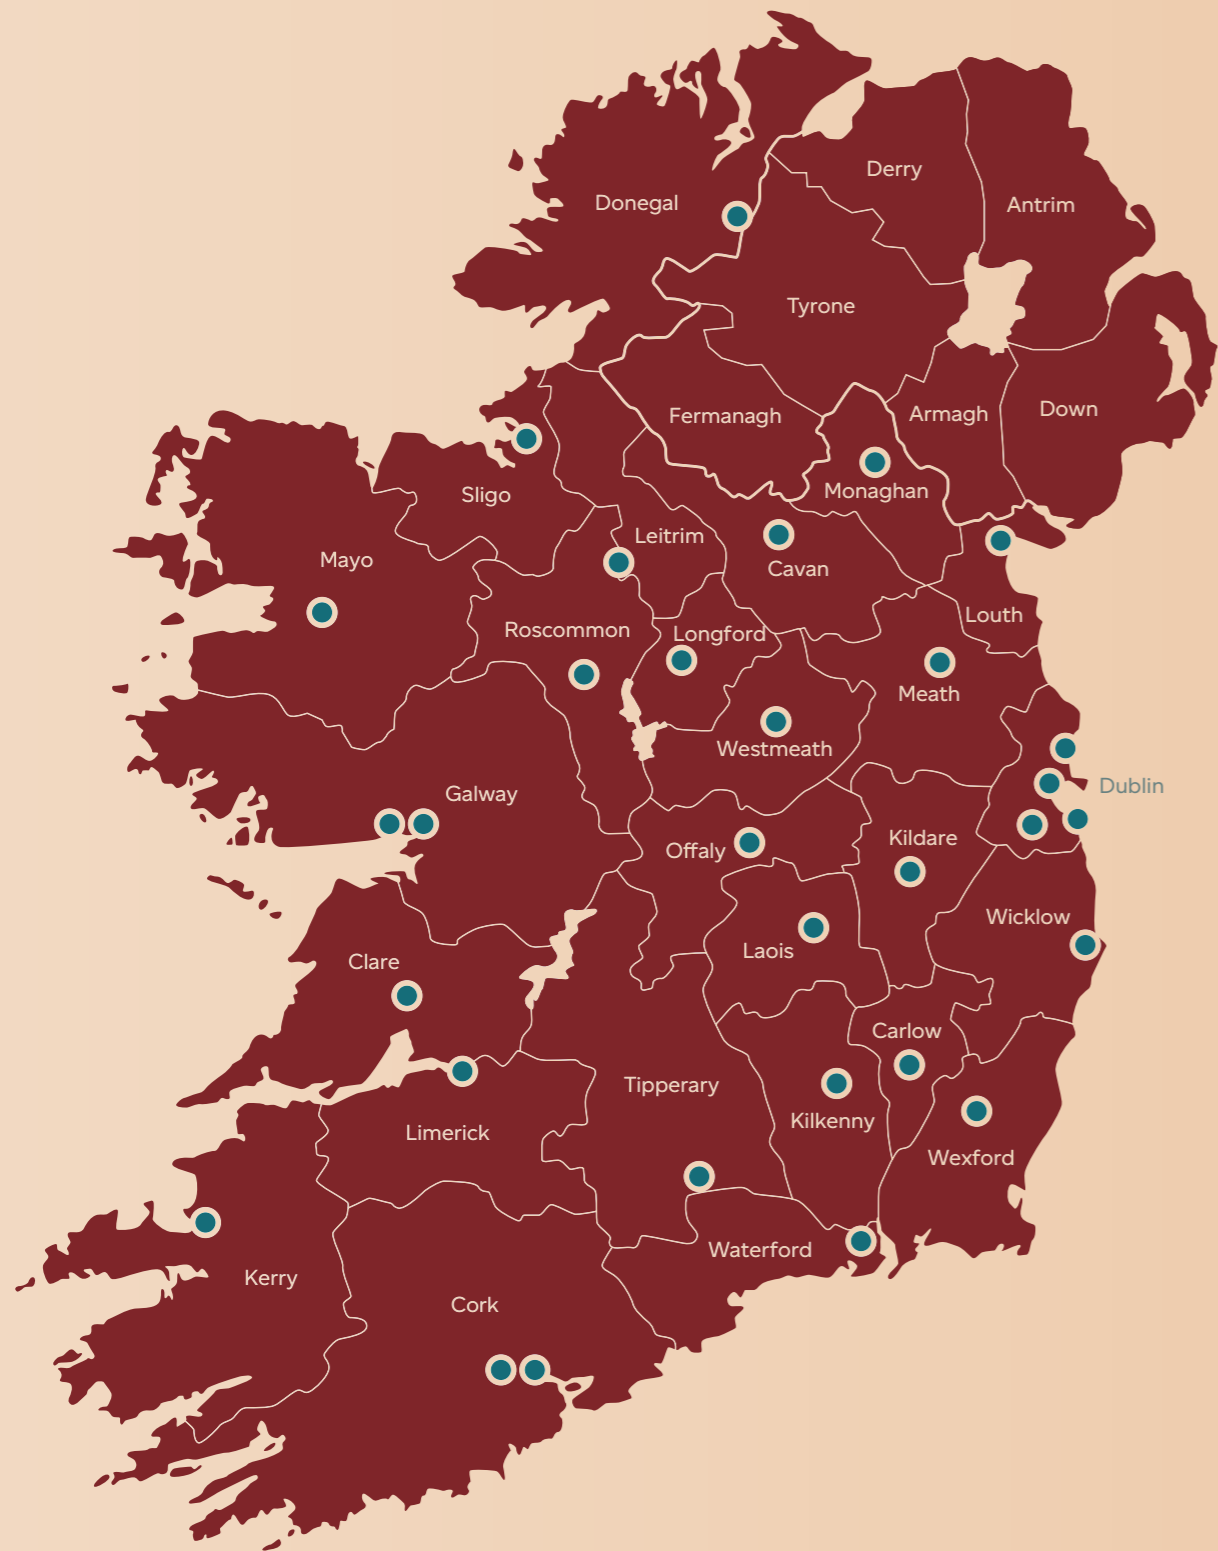 Derry
Donegal
Antrim
Tyrone
Fermanagh
Armagh
Down
Monaghan
Sligo
Leitrim
Mayo
Cavan
Louth
Roscommon
Longford
Meath
Westmeath
Dublin
Galway
Kildare
Offaly
Wicklow
Laois
Clare
Carlow
Tipperary
Kilkenny
Limerick
Wexford
Waterford
Kerry
Cork